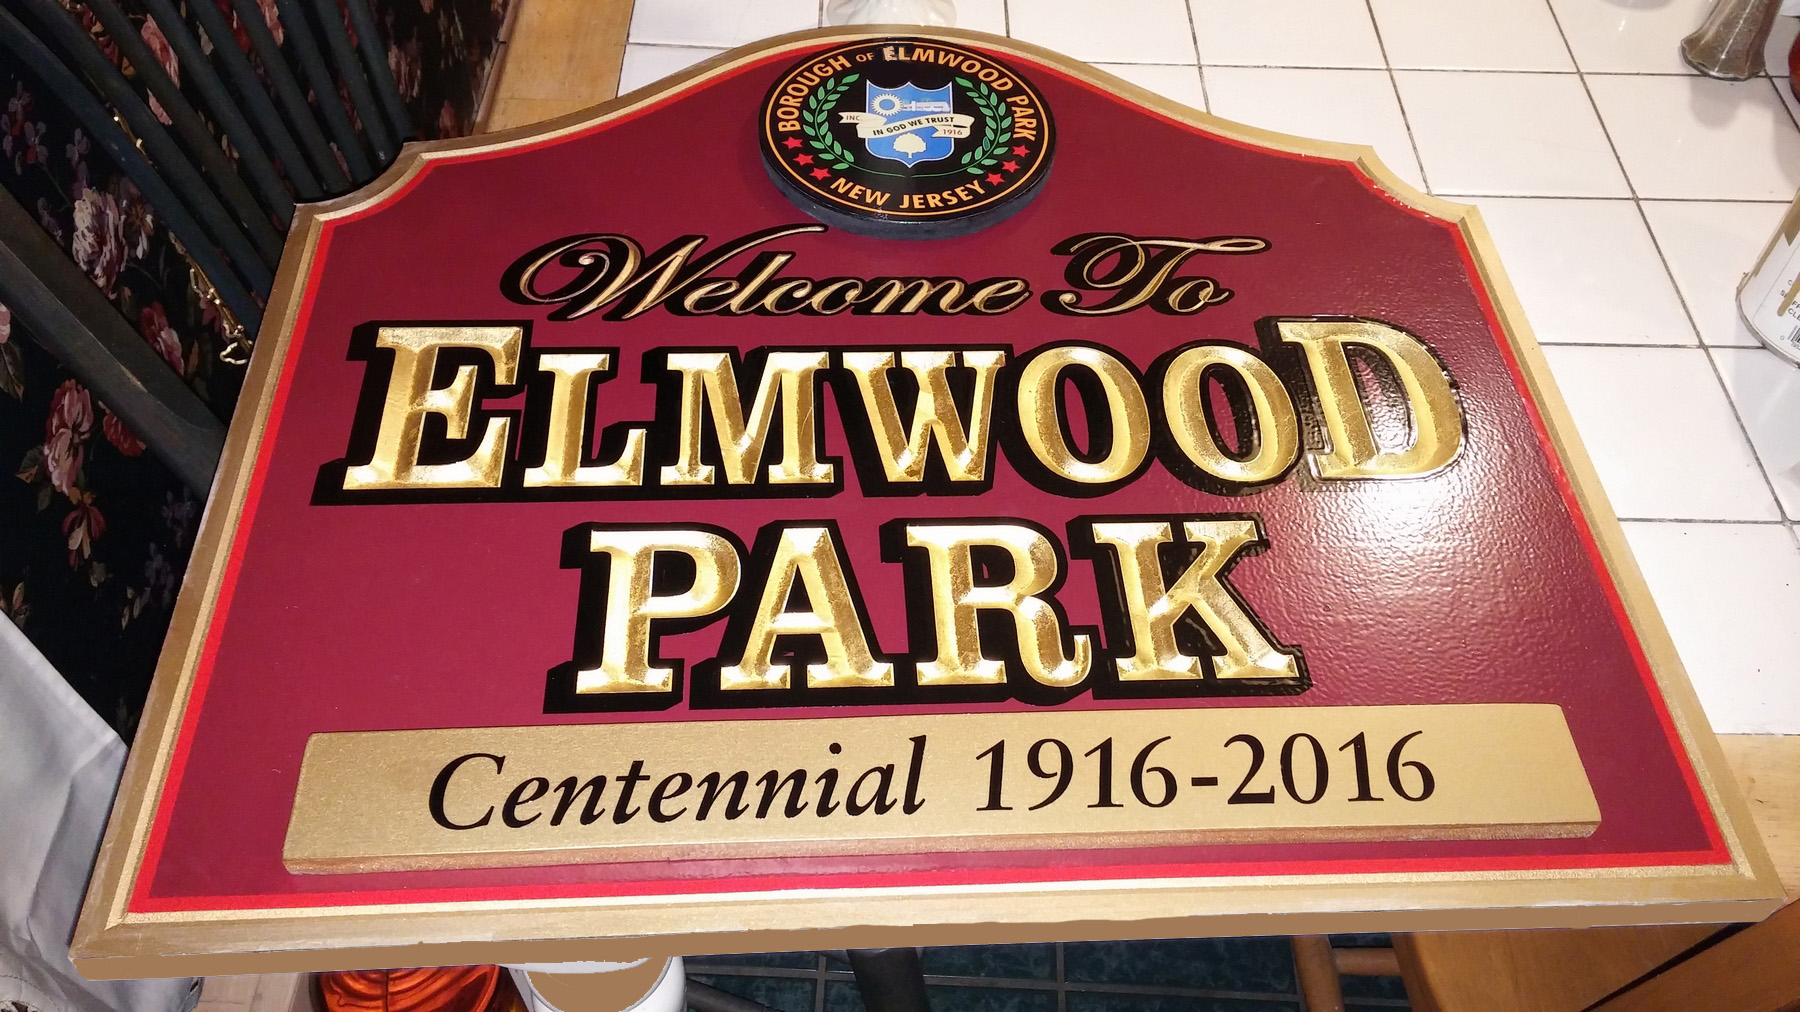 BOROUGH OF ELMWOOD PARK
INC. 1916
IN GOD WE TRUST
NEW JERSEY
Welcome To
ELMWOOD
PARK
Centennial 1916-2016